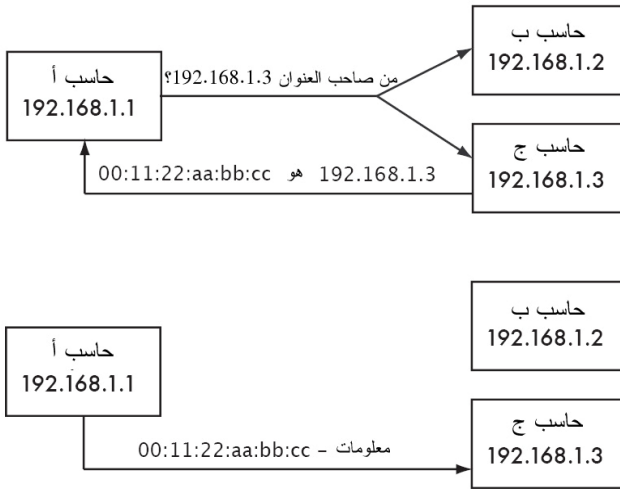 حاسب ب
192.168.1.2
حاسب أ
192.168.1.1
من صاحب العنوان 192.168.1.3؟
حاسب ج
192.168.1.3
192.168.1.3 هو 00:11:22:aa:bb:cc
حاسب ب
192.168.1.2
حاسب أ
192.168.1.1
حاسب ج
192.168.1.3
معلومات – 00:11:22:aa:bb:cc